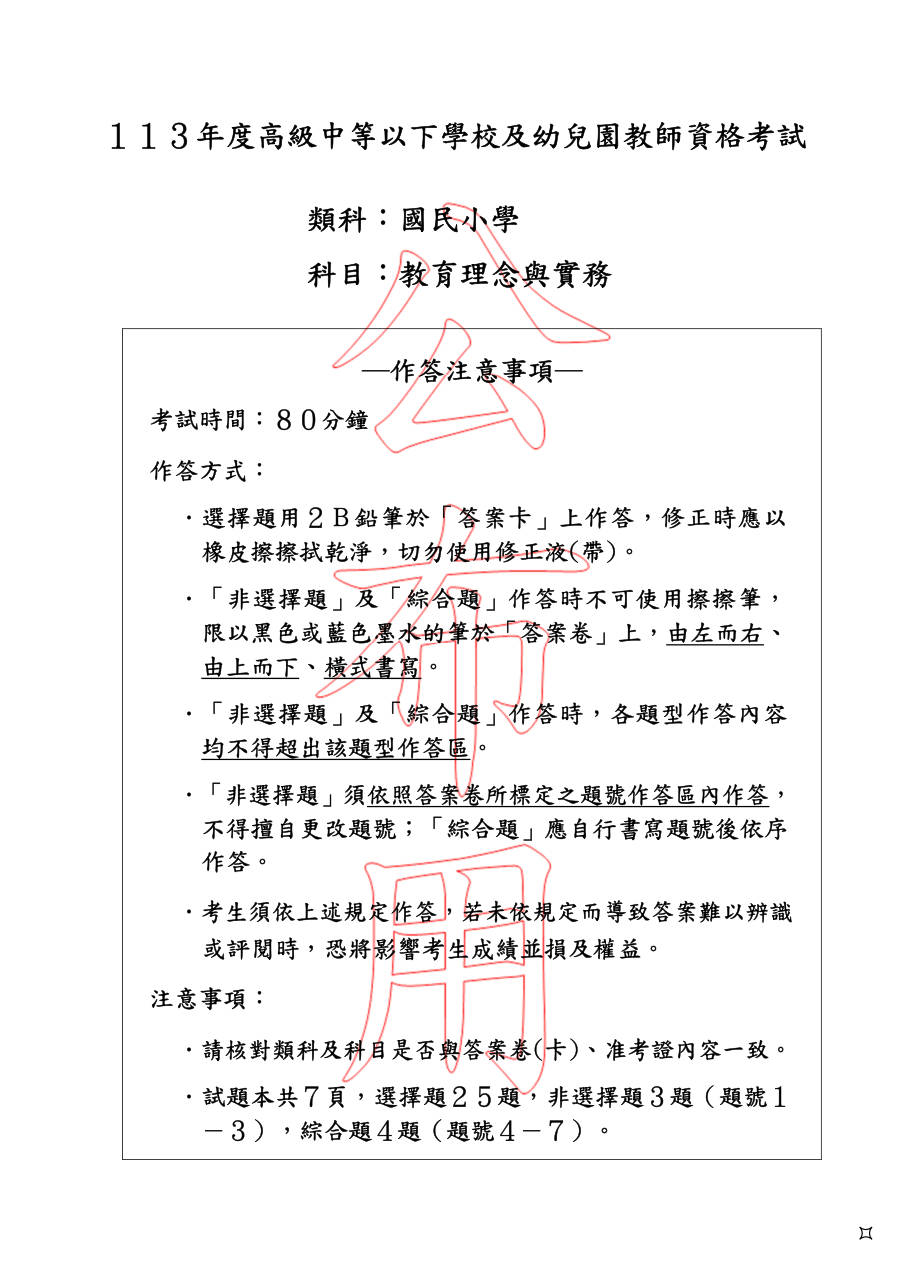 １１３年度高級中等以下學校及幼兒園教師資格考試
類科：國民小學
科目：教育理念與實務
—作答注意事項—
考試時間：８０分鐘
作答方式：
．選擇題用２Ｂ鉛筆於「答案卡」上作答，修正時應以
橡皮擦擦拭乾淨，切勿使用修正液(帶)。
．「非選擇題」及「綜合題」作答時不可使用擦擦筆，
限以黑色或藍色墨水的筆於「答案卷」上，由左而右、
由上而下、橫式書寫。
．「非選擇題」及「綜合題」作答時，各題型作答內容
均不得超出該題型作答區。
．「非選擇題」須依照答案卷所標定之題號作答區內作答，
不得擅自更改題號；「綜合題」應自行書寫題號後依序
作答。
．考生須依上述規定作答，若未依規定而導致答案難以辨識
或評閱時，恐將影響考生成績並損及權益。
注意事項：
．請核對類科及科目是否與答案卷(卡)、准考證內容一致。
．試題本共７頁，選擇題２５題，非選擇題３題（題號１
－３），綜合題４題（題號４－７）。
公布用